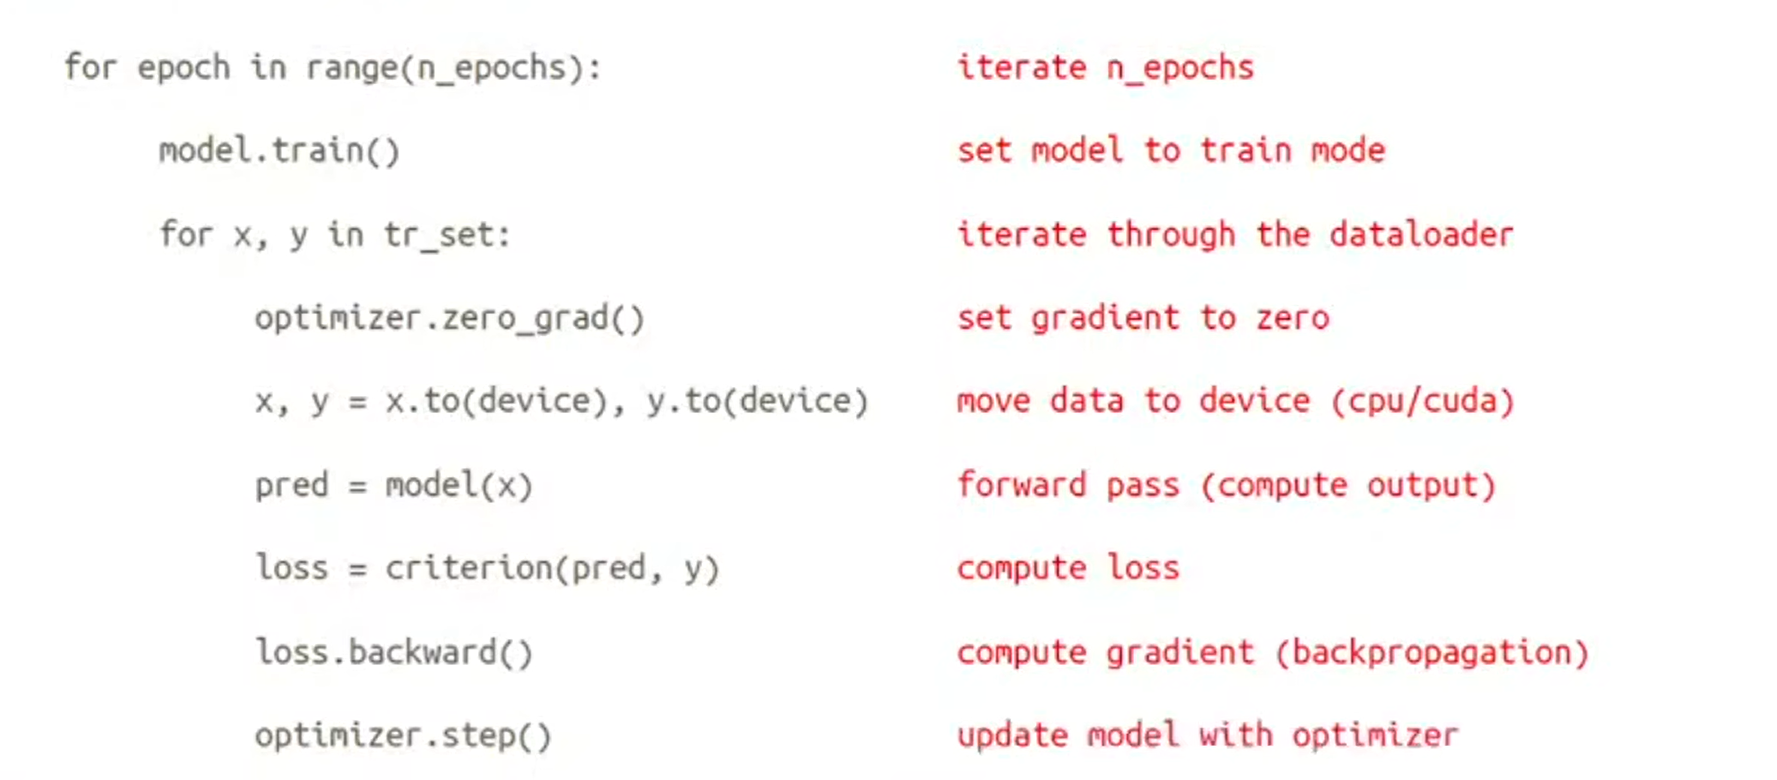 for epoch in range(n_epochs): iterate n_epochs
model.train() set model to train mode
for x, y in tr_set: iterate through the dataloader
optimizer.zero_grad() set gradient to zero
x, y = x.to(device), y.to(device) move data to device (cpu/cuda)
pred = model(x) forward pass (compute output)
loss = criterion(pred, y) compute loss
loss.backward() compute gradient (backpropagation)
optimizer.step() update model with optimizer